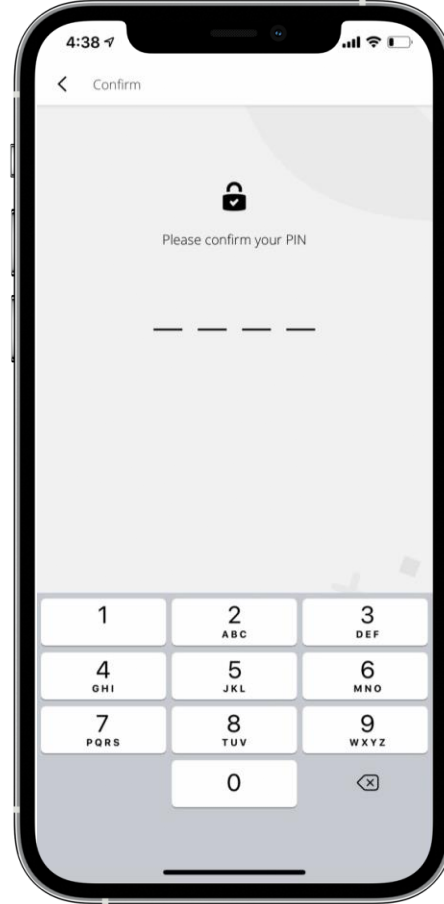 4:38
Confirm
Please confirm your PIN
1 2 3
ABC DEF
4 5 6
GHI JKL MNO
7 8 9
PQRS TUV WXYZ
0